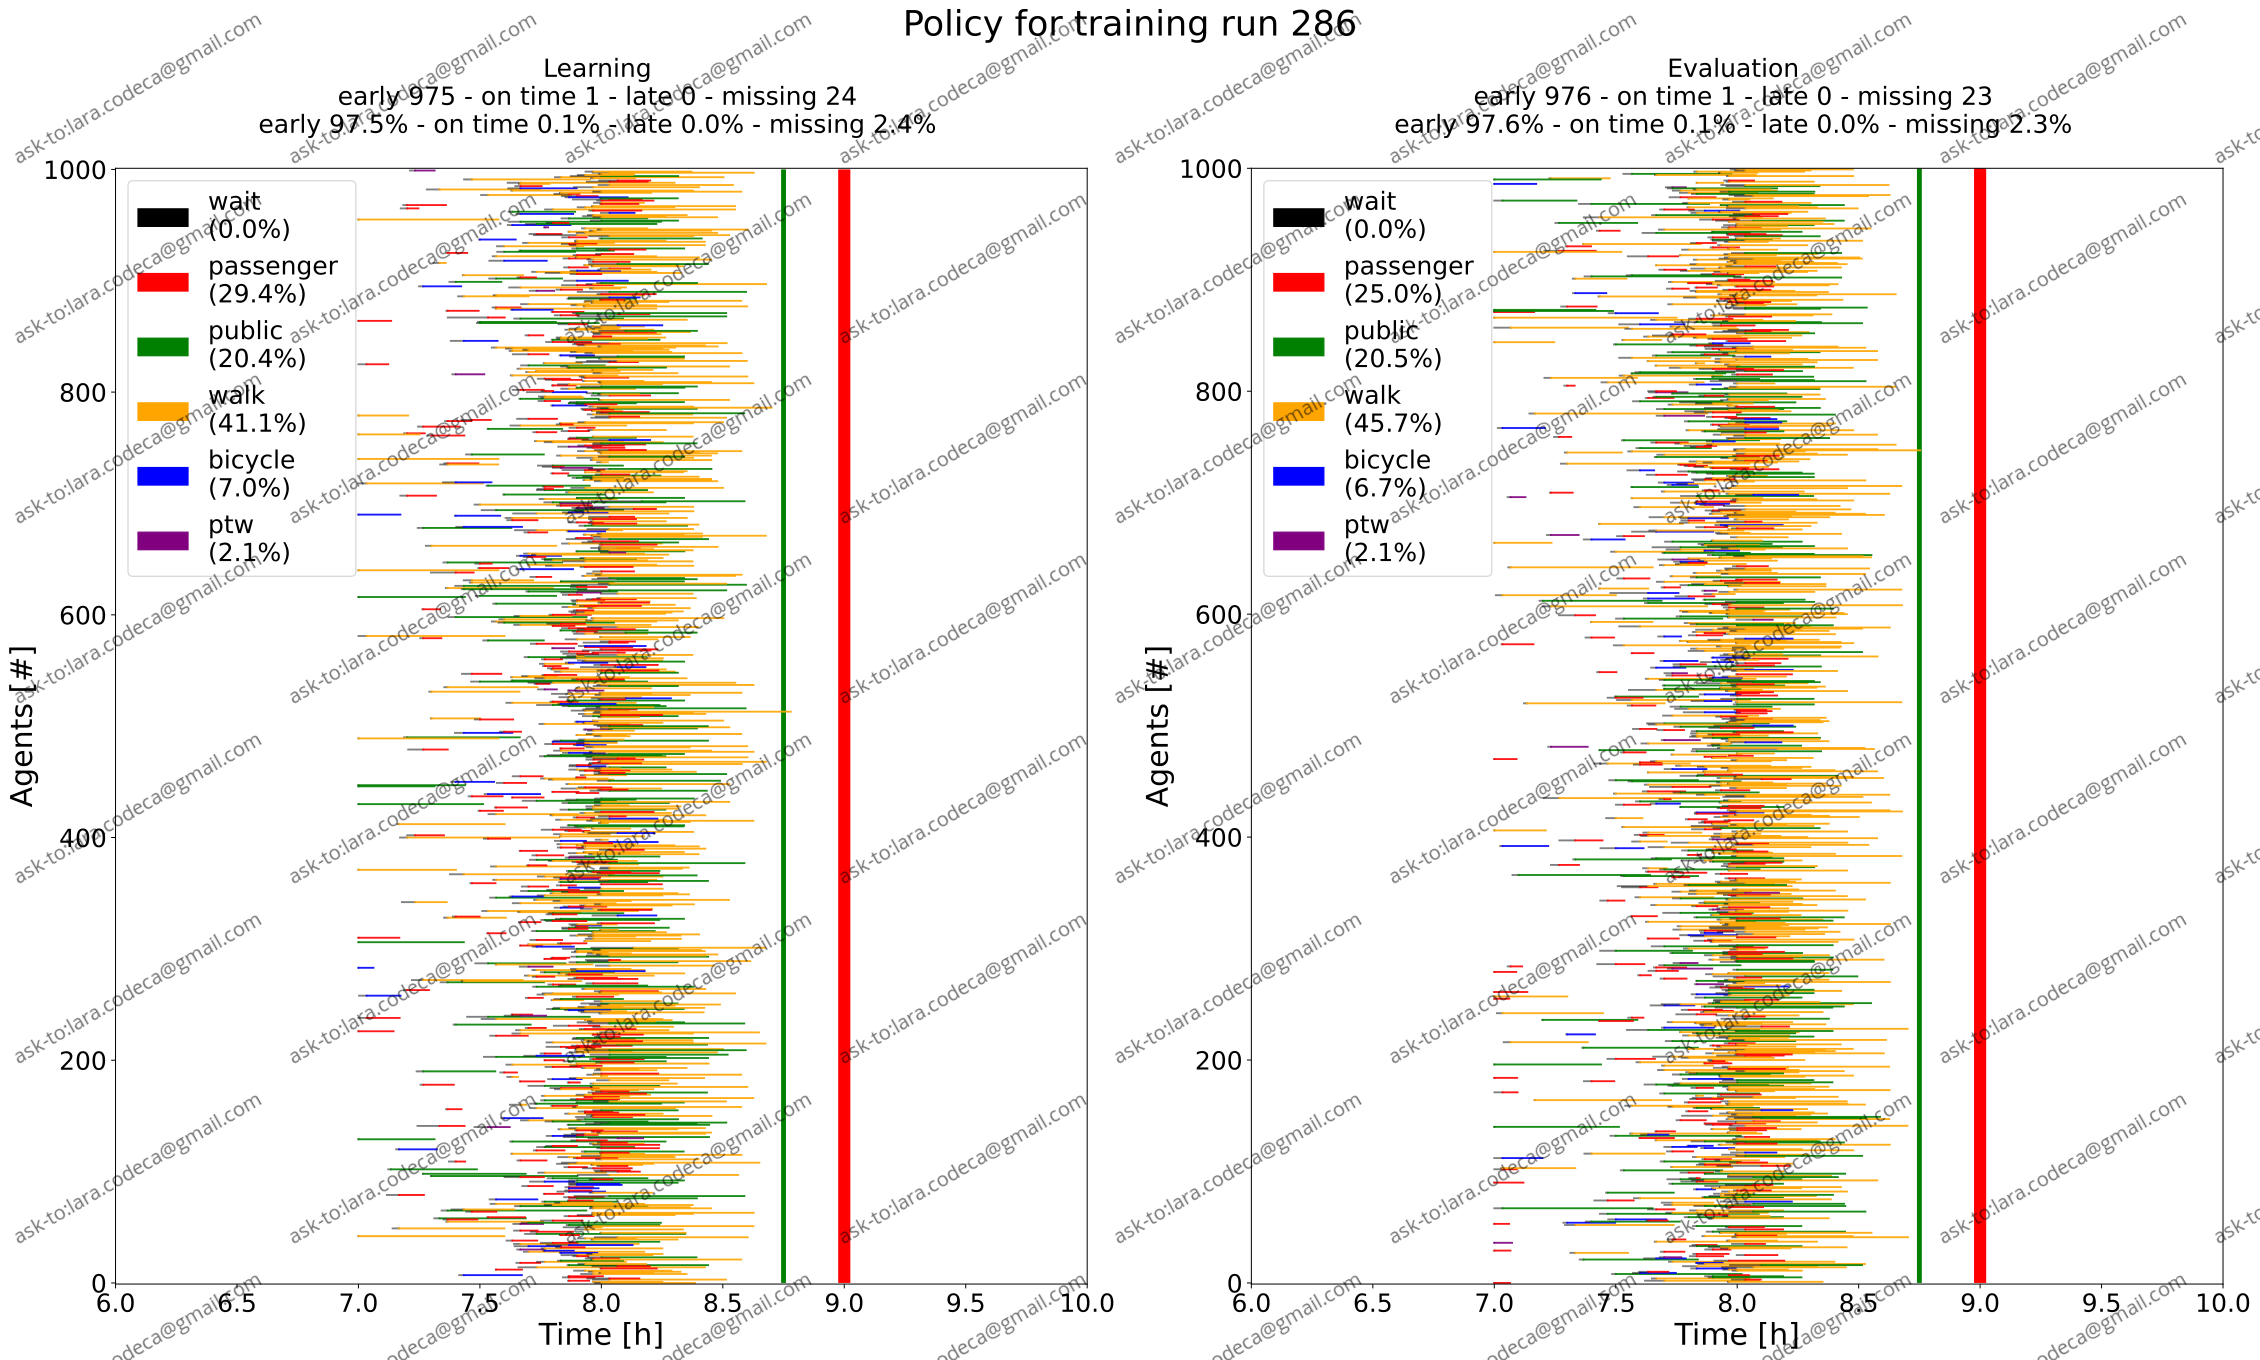 Policy for training run 286
Learning
early 975 - on time 1 - late 0 - missing 24
early 97.5% - on time 0.1% - late 0.0% - missing 2.4%
1000
800
600
400
200
0
Agents [#]
wait
(0.0%)
passenger
(29.4%)
public
(20.4%)
walk
(41.1%)
bicycle
(7.0%)
ptw
(2.1%)
6.0 6.5 7.0 7.5 8.0 8.5 9.0 9.5 10.0
Time [h]
Evaluation
early 976 - on time 1 - late 0 - missing 23
early 97.6% - on time 0.1% - late 0.0% - missing 2.3%
1000
800
600
400
200
0
Agents [#]
wait
(0.0%)
passenger
(25.0%)
public
(20.5%)
walk
(45.7%)
bicycle
(6.7%)
ptw
(2.1%)
6.0 6.5 7.0 7.5 8.0 8.5 9.0 9.5 10.0
Time [h]
ask-to:lara.codeca@gmail.com